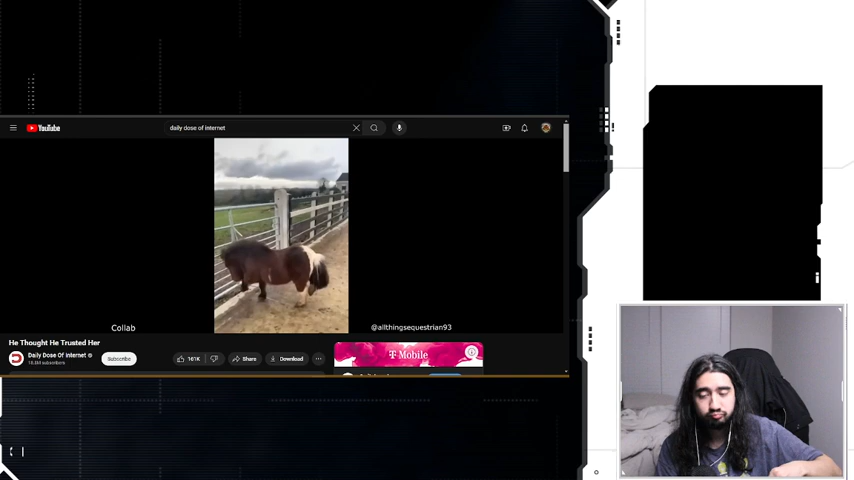 YouTube
daily dose of internet
Collab
@allthingsequestrian93
He Thought He Trusted Her
Daily Dose Of Internet
Subscribe
161K
Share
Download
T Mobile